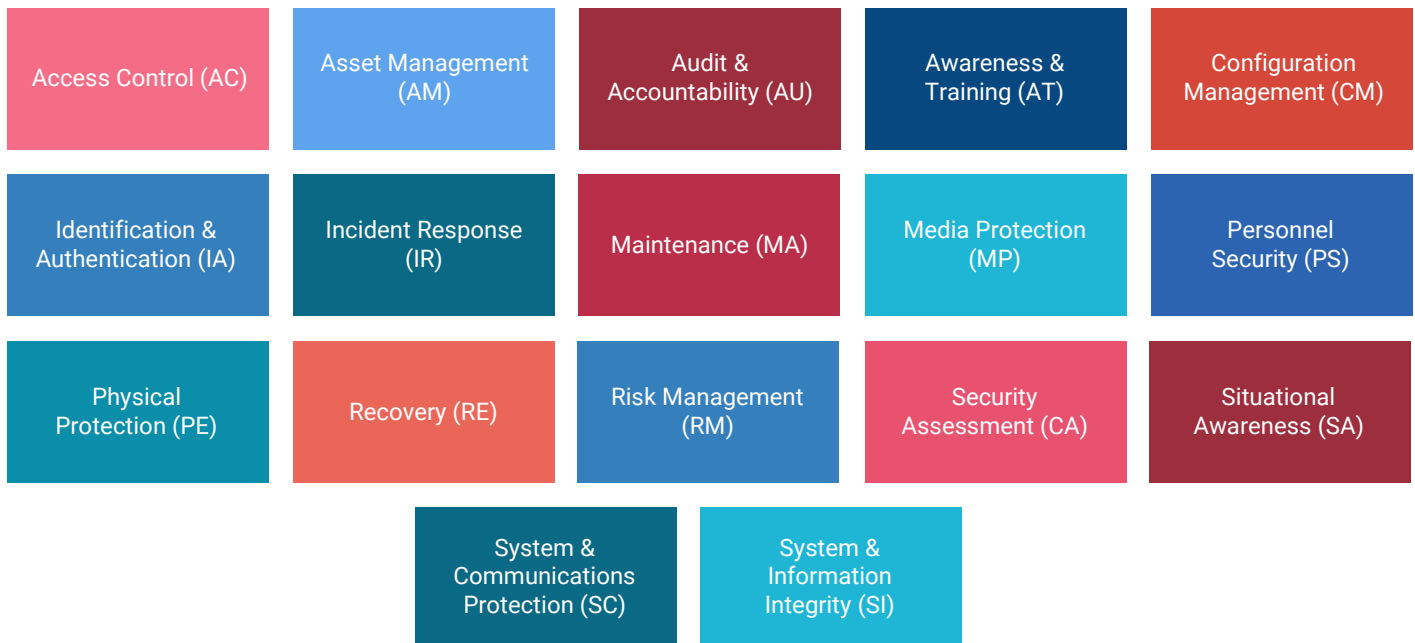 Access Control (AC)
Asset Management
(AM)
Audit &
Accountability (AU)
Awareness &
Training (AT)
Configuration
Management (CM)
Identification &
Authentication (IA)
Incident Response
(IR)
Maintenance (MA)
Media Protection
(MP)
Personnel
Security (PS)
Physical
Protection (PE)
Recovery (RE)
Risk Management
(RM)
Security
Assessment (CA)
Situational
Awareness (SA)
System &
Communications
Protection (SC)
System &
Information
Integrity (SI)